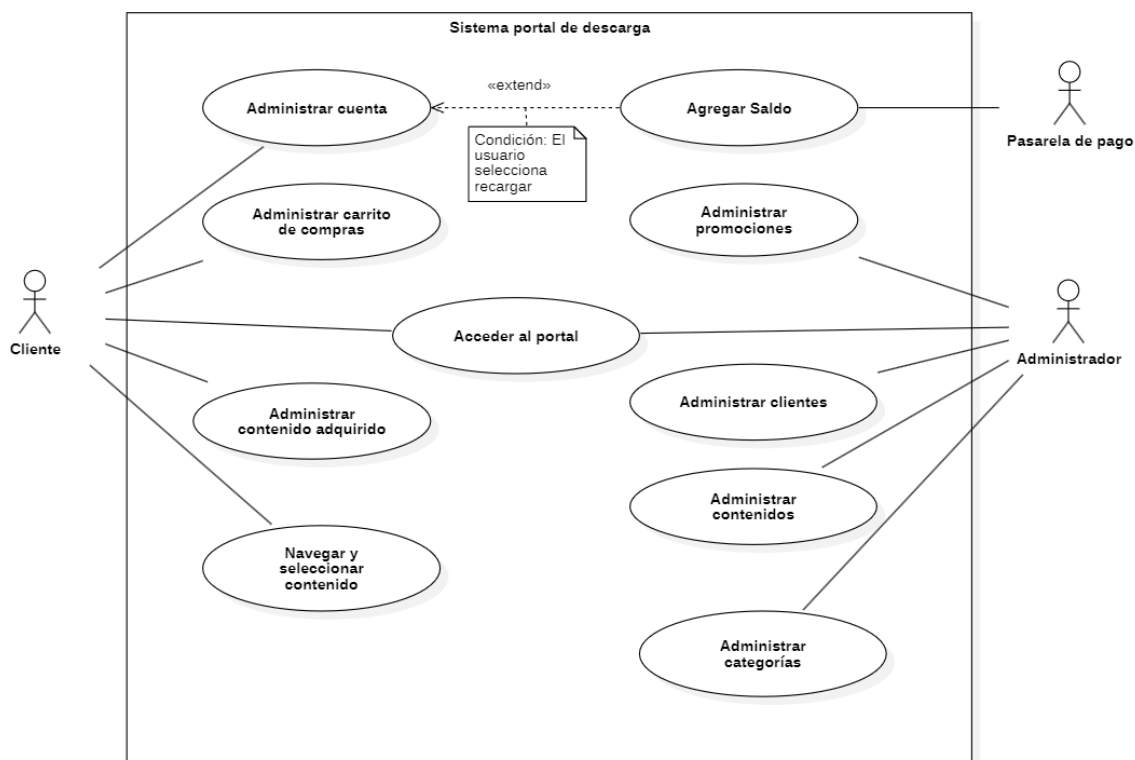 Sistema portal de descarga
Administrar cuenta
«extend»
Agregar Saldo
Condición: El
usuario
selecciona
recargar
Pasarela de pago
Administrar carrito
de compras
Administrar
promociones
Cliente
Acceder al portal
Administrador
Administrar
contenido adquirido
Administrar clientes
Administrar
contenidos
Navegar y
seleccionar
contenido
Administrar
categorías